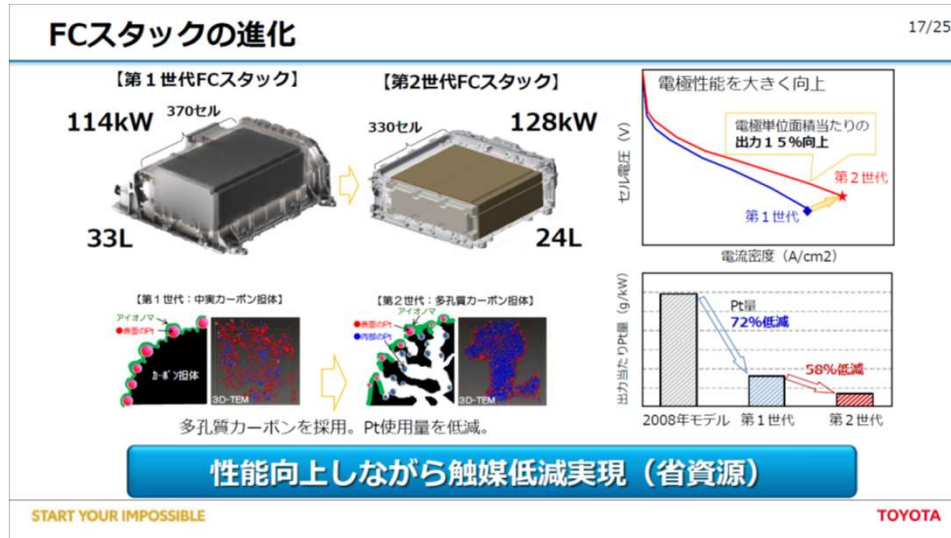 FCスタックの進化
17/25
【第1世代FCスタック】
370セル
114kW
33L
【第2世代FCスタック】
330セル
128kW
24L
電極性能を大きく向上
電極単位面積当たりの
出力15%向上
第2世代
第1世代
セル電圧（V）
電流密度（A/cm2）
【第1世代：中実カーボン担体】
アイオノマ
●表面のPt
カーボン担体
3D-TEM
【第2世代：多孔質カーボン担体】
アイオノマ
●表面のPt
●内部のPt
3D-TEM
多孔質カーボンを採用。Pt使用量を低減。
出力当たりPt量（g/kW）
Pt量
72%低減
58%低減
2008年モデル
第1世代
第2世代
性能向上しながら触媒低減実現（省資源）
START YOUR IMPOSSIBLE
TOYOTA